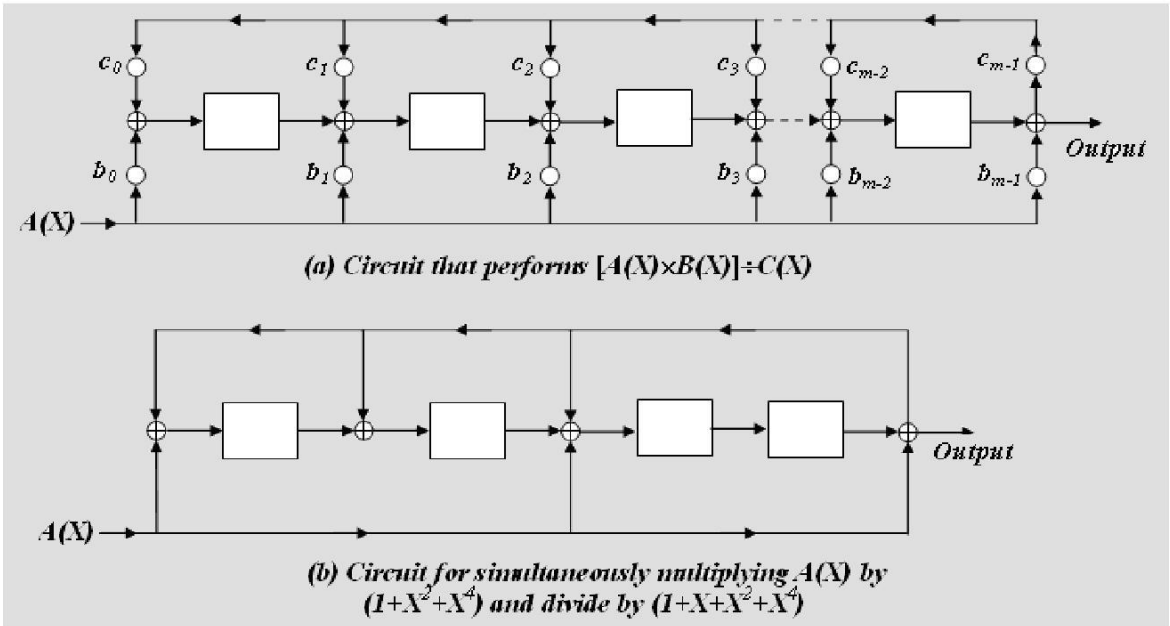 c₀ c₁ c₂ c₃ cₘ₋₂ cₘ₋₁
Output
b₀ b₁ b₂ b₃ bₘ₋₂ bₘ₋₁
A(X)
(a) Circuit that performs [A(X)×B(X)]÷C(X)
Output
A(X)
(b) Circuit for simultaneously multiplying A(X) by
(1+X²+X⁴) and divide by (1+X+X²+X⁴)